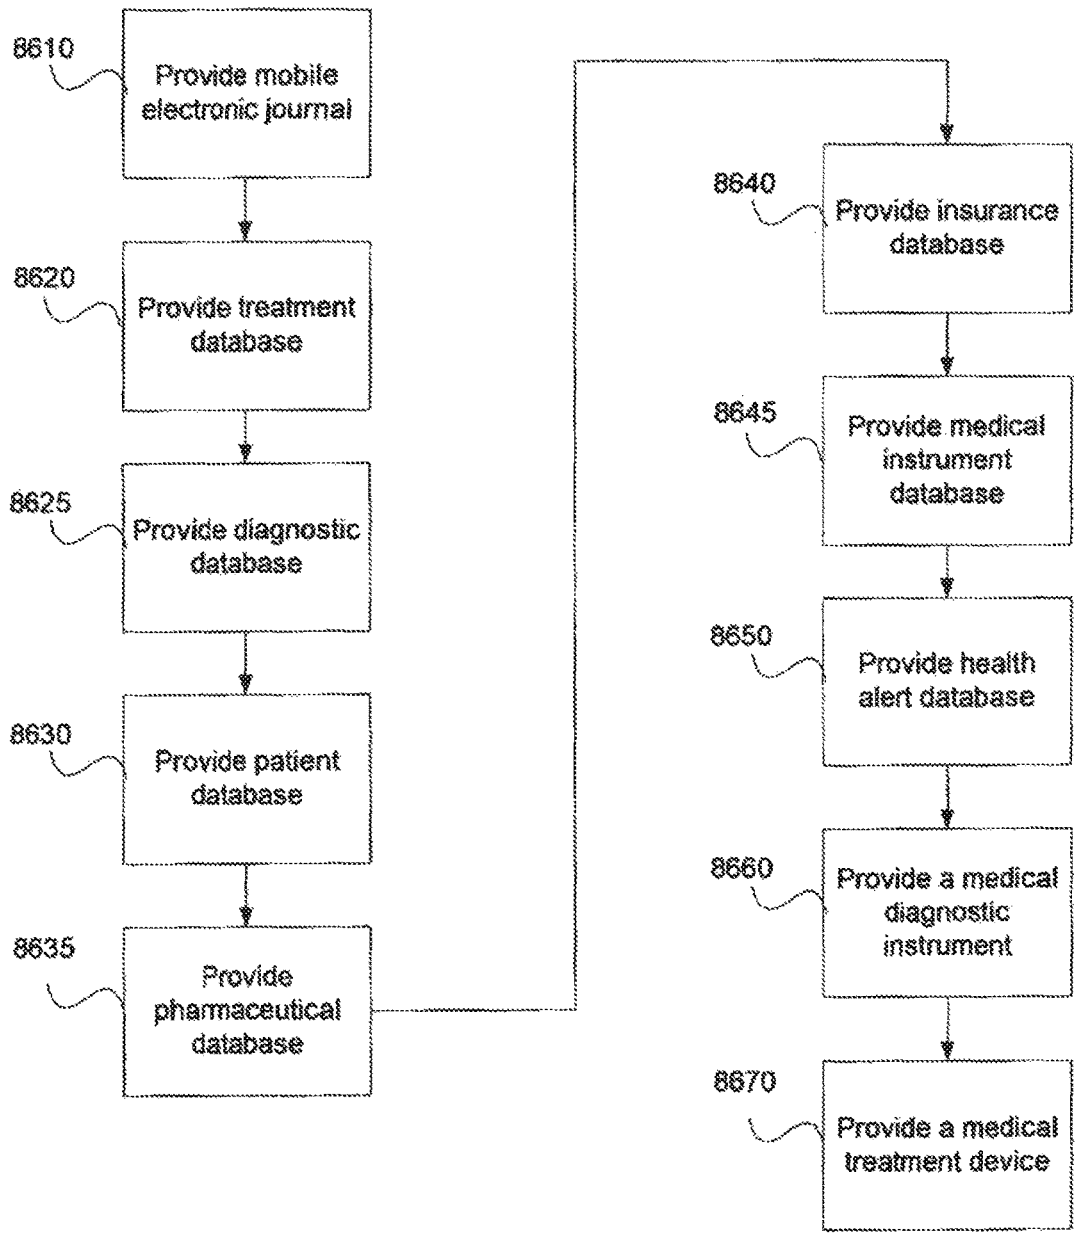 8610
Provide mobile
electronic journal
8620
Provide treatment
database
8625
Provide diagnostic
database
8630
Provide patient
database
8635
Provide
pharmaceutical
database
8640
Provide insurance
database
8645
Provide medical
instrument
database
8650
Provide health
alert database
8660
Provide a medical
diagnostic
instrument
8670
Provide a medical
treatment device